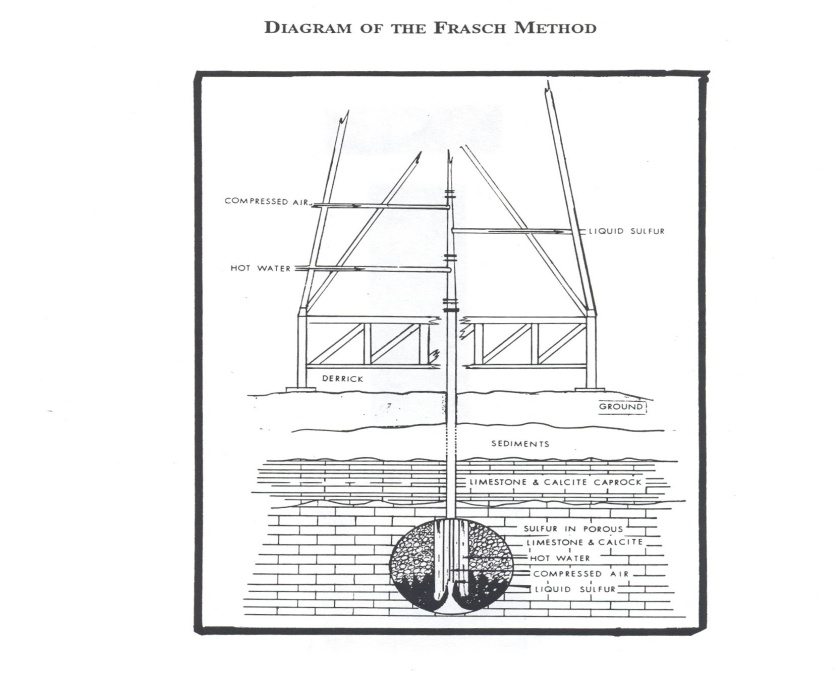 DIAGRAM OF THE FRASCH METHOD
COMPRESSED AIR
LIQUID SULFUR
HOT WATER
DERRICK
GROUND
SEDIMENTS
LIMESTONE & CALCITE CAPROCK
SULFUR IN POROUS
LIMESTONE & CALCITE
HOT WATER
COMPRESSED AIR
LIQUID SULFUR